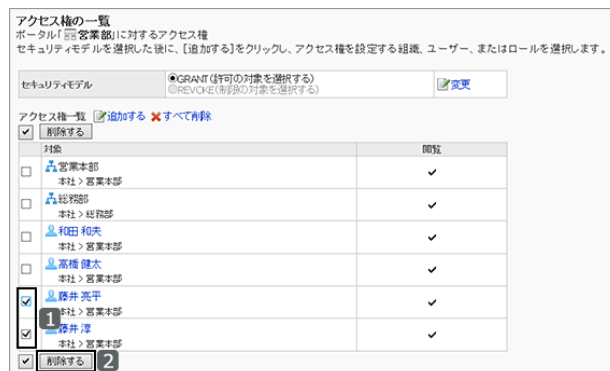 アクセス権の一覧
ポータル「営業部」に対するアクセス権
セキュリティモデルを選択した後に、[追加する]をクリックし、アクセス権を設定する組織、ユーザー、またはロールを選択します。
セキュリティモデル
GRANT(許可の対象を選択する)
REVOKE(制限の対象を選択する)
変更
アクセス権一覧 追加する すべて削除
削除する
対象 閲覧
営業本部
本社 > 営業本部
総務部
本社 > 総務部
和田 和夫
本社 > 営業本部
高橋 健太
本社 > 営業本部
藤井 亮平
本社 > 営業本部
1
藤井 淳
本社 > 営業本部
削除する 2